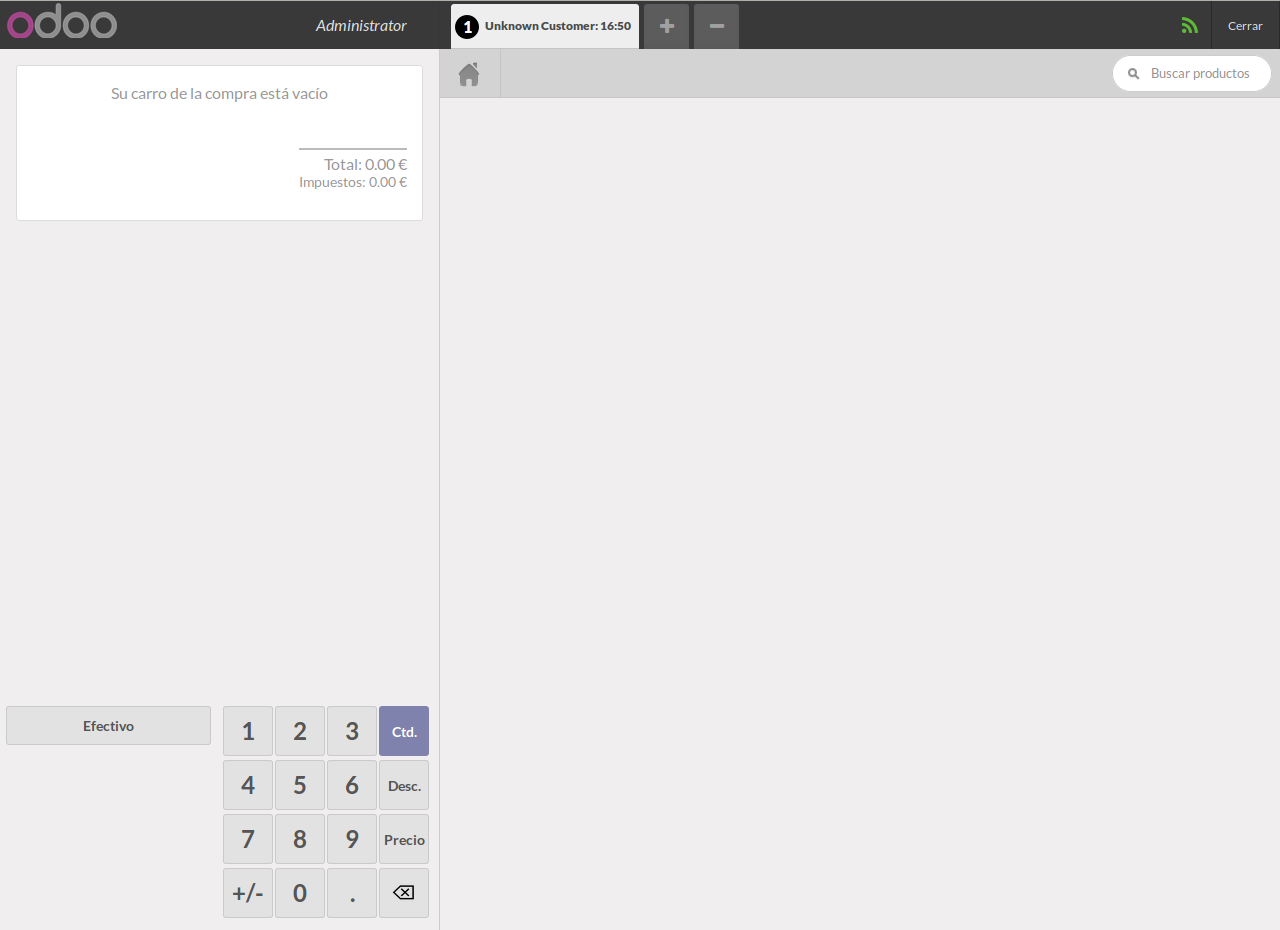 odoo
Administrator
1 Unknown Customer: 16:50
+
-
Cerrar
Buscar productos
Su carro de la compra está vacío
Total: 0.00 €
Impuestos: 0.00 €
Efectivo
1 2 3 Ctd.
4 5 6 Desc.
7 8 9 Precio
+/- 0 .